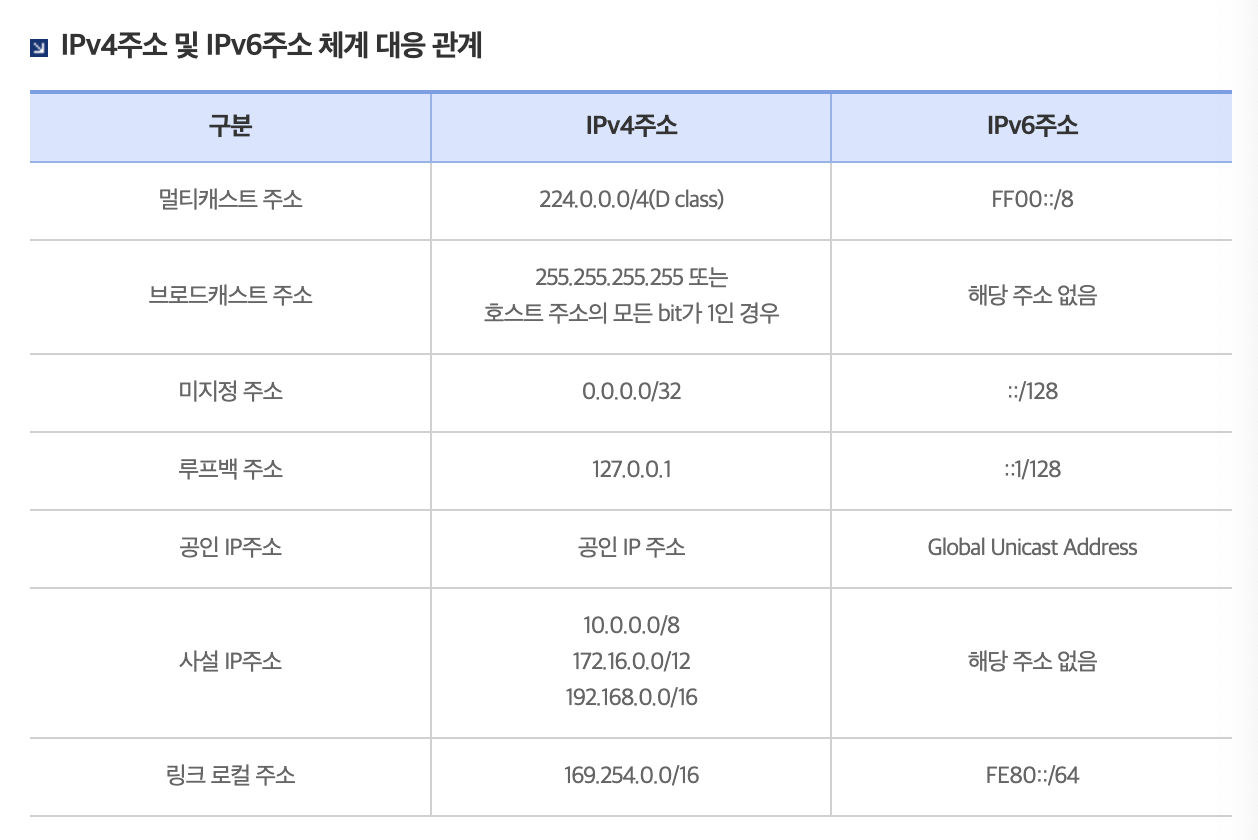 IPv4주소 및 IPv6주소 체계 대응 관계
구분 IPv4주소 IPv6주소
멀티캐스트 주소 224.0.0.0/4(D class) FF00::/8
브로드캐스트 주소 255.255.255.255 또는
호스트 주소의 모든 bit가 1인 경우 해당 주소 없음
미지정 주소 0.0.0.0/32 ::/128
루프백 주소 127.0.0.1 ::1/128
공인 IP주소 공인 IP 주소 Global Unicast Address
사설 IP주소 10.0.0.0/8
172.16.0.0/12
192.168.0.0/16 해당 주소 없음
링크 로컬 주소 169.254.0.0/16 FE80::/64